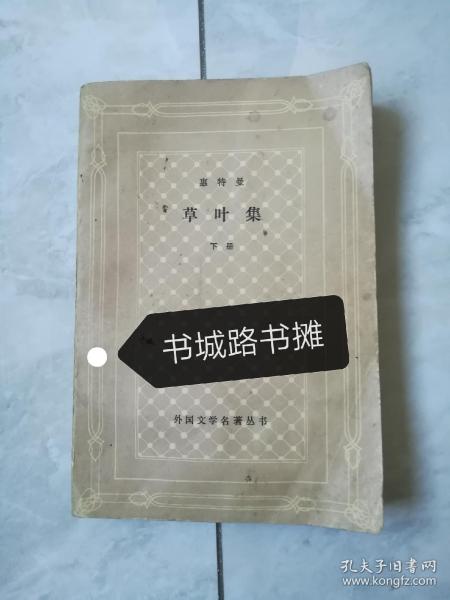 惠特曼
草叶集
下册
书城路书摊
外国文学名著丛书
孔夫子旧书网
www.kongfz.com